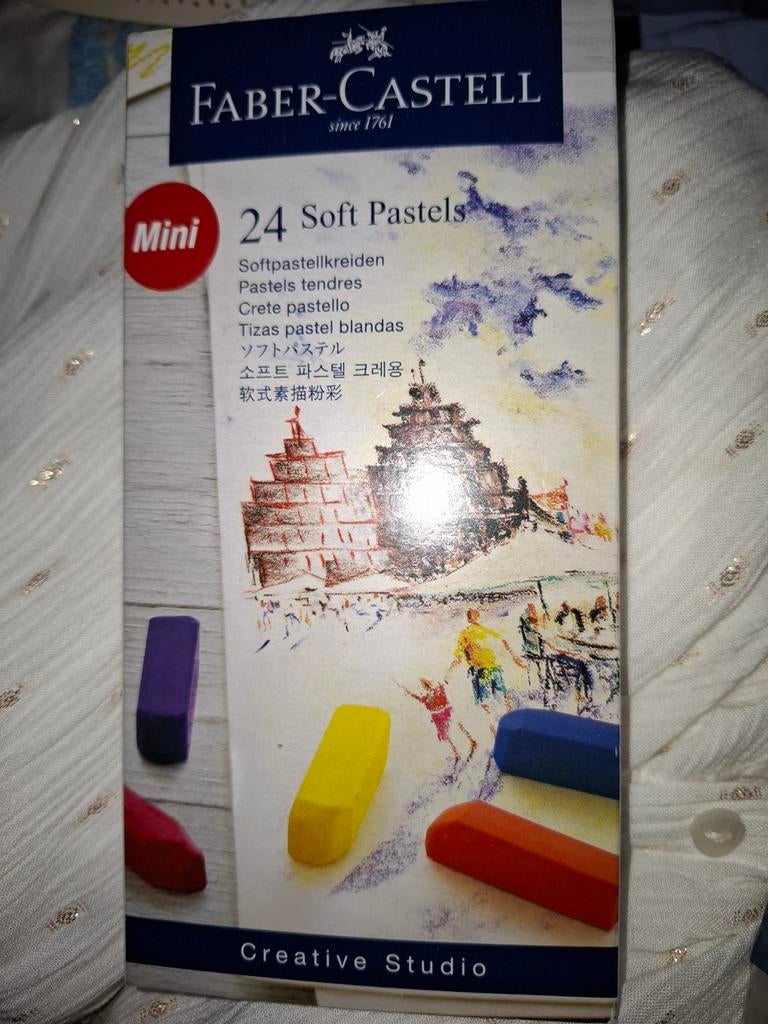 FABER-CASTELL
since 1761
Mini
24 Soft Pastels
Softpastellkreiden
Pastels tendres
Crete pastello
Tizas pastel blandas
ソフトパステル
소프트 파스텔 크레용
软式素描粉彩
Creative Studio